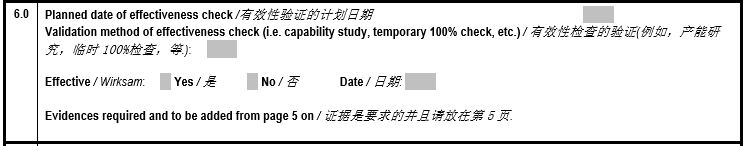 6.0 Planned date of effectiveness check /有效性验证的计划日期
Validation method of effectiveness check (i.e. capability study, temporary 100% check, etc.) / 有效性检查的验证(例如，产能研
究，临时 100%检查，等):
Effective / Wirksam: Yes / 是 No / 否 Date / 日期:
Evidences required and to be added from page 5 on / 证据是要求的并且请放在第 5 页.